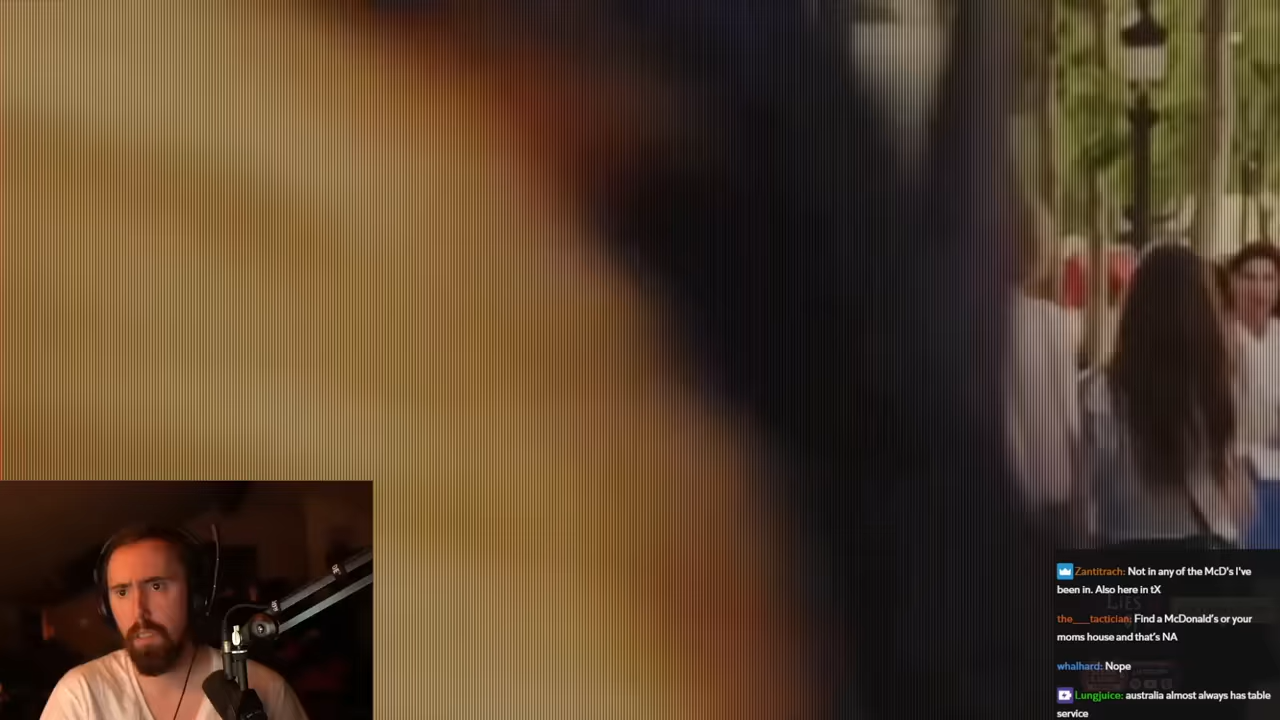 Zantitrach: Not in any of the McD's I've
been in. Also here in tX
the___tactician: Find a McDonald's or your
moms house and that's NA
whalhard: Nope
Lungjuice: australia almost always has table
service